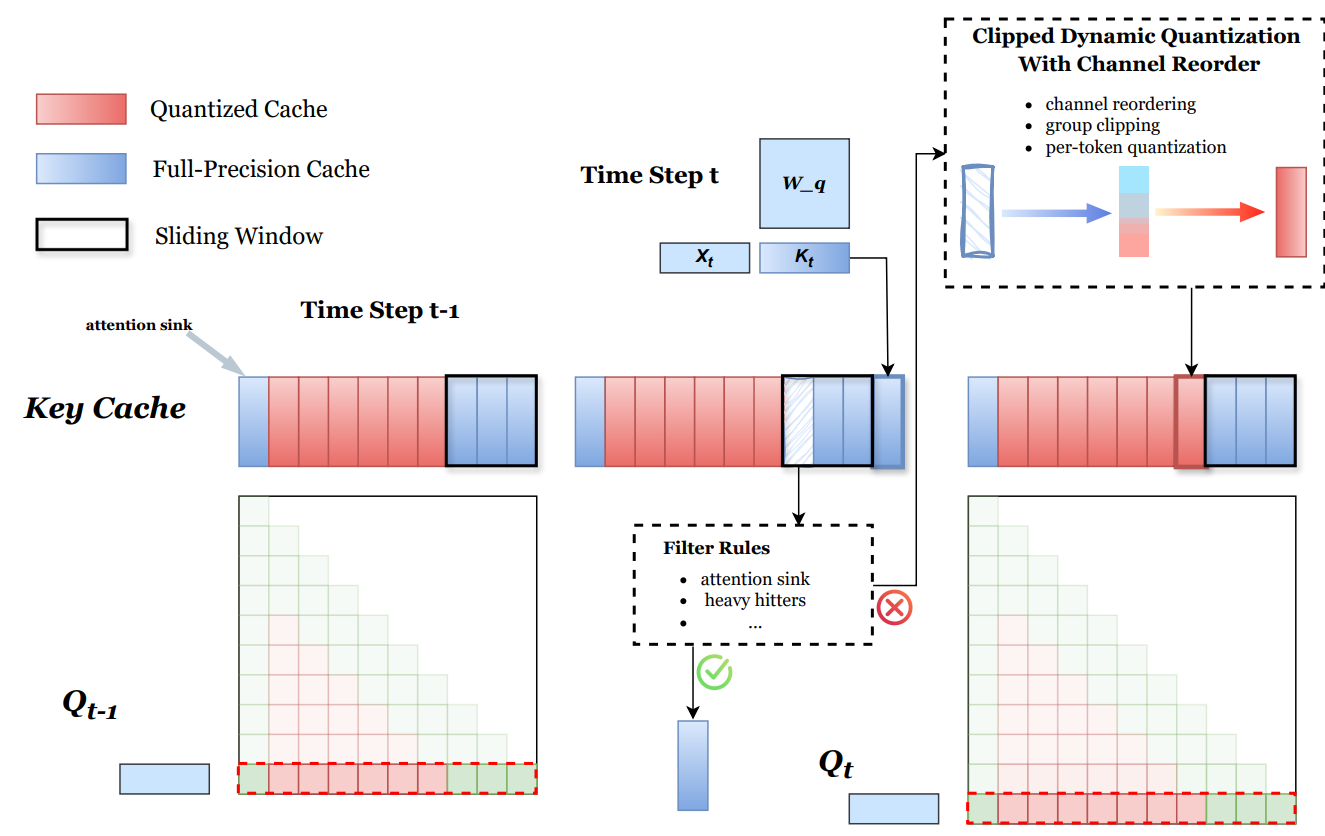 Clipped Dynamic Quantization
With Channel Reorder
• channel reordering
• group clipping
• per-token quantization
Quantized Cache
Full-Precision Cache
Sliding Window
Time Step t
W_q
X_t
K_t
Time Step t-1
attention sink
Key Cache
Filter Rules
• attention sink
• heavy hitters
• ...
Q_t-1
Q_t